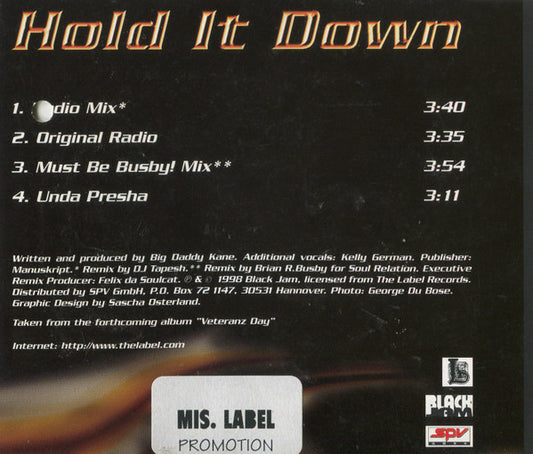 Hold It Down
1. dio Mix* 3:40
2. Original Radio 3:35
3. Must Be Busby! Mix** 3:54
4. Unda Presha 3:11
Written and produced by Big Daddy Kane. Additional vocals: Kelly German. Publisher:
Manuskript.* Remix by DJ Tapesh.** Remix by Brian R.Busby for Soul Relation. Executive
Remix Producer: Felix da Soulcat. ℗ & © 1998 Black Jam, licensed from The Label Records.
Distributed by SPV GmbH, P.O. Box 72 1147, 30531 Hannover. Photo: George Du Bose.
Graphic Design by Sascha Osterland.
Taken from the forthcoming album "Veteranz Day"
Internet: http://www.thelabel.com
BLACK
JAM
SPV
MIS. LABEL
PROMOTION